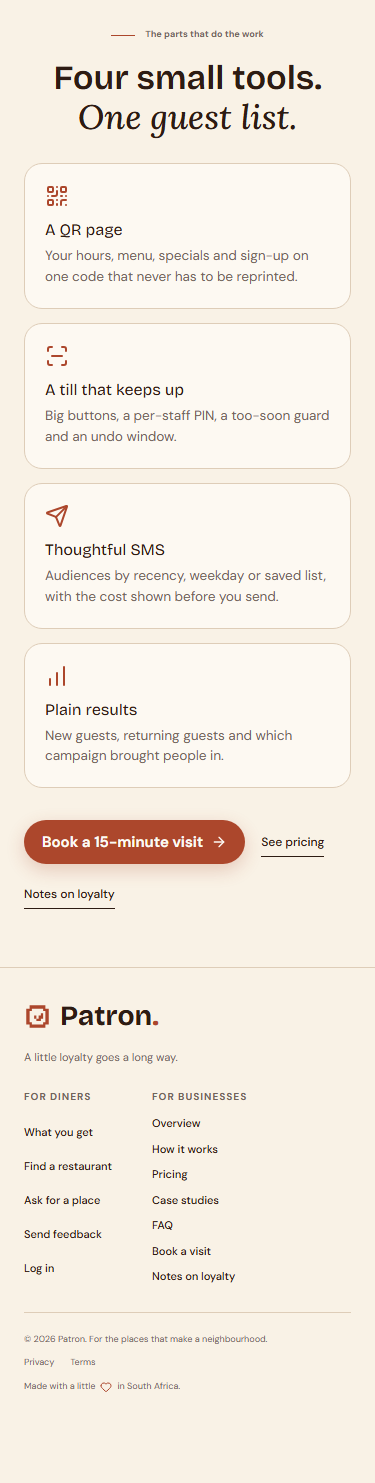 The parts that do the work
Four small tools.
One guest list.
A QR page
Your hours, menu, specials and sign-up on
one code that never has to be reprinted.
A till that keeps up
Big buttons, a per-staff PIN, a too-soon guard
and an undo window.
Thoughtful SMS
Audiences by recency, weekday or saved list,
with the cost shown before you send.
Plain results
New guests, returning guests and which
campaign brought people in.
Book a 15-minute visit
See pricing
Notes on loyalty
Patron.
A little loyalty goes a long way.
FOR DINERS
What you get
Find a restaurant
Ask for a place
Send feedback
Log in
FOR BUSINESSES
Overview
How it works
Pricing
Case studies
FAQ
Book a visit
Notes on loyalty
© 2026 Patron. For the places that make a neighbourhood.
Privacy Terms
Made with a little in South Africa.